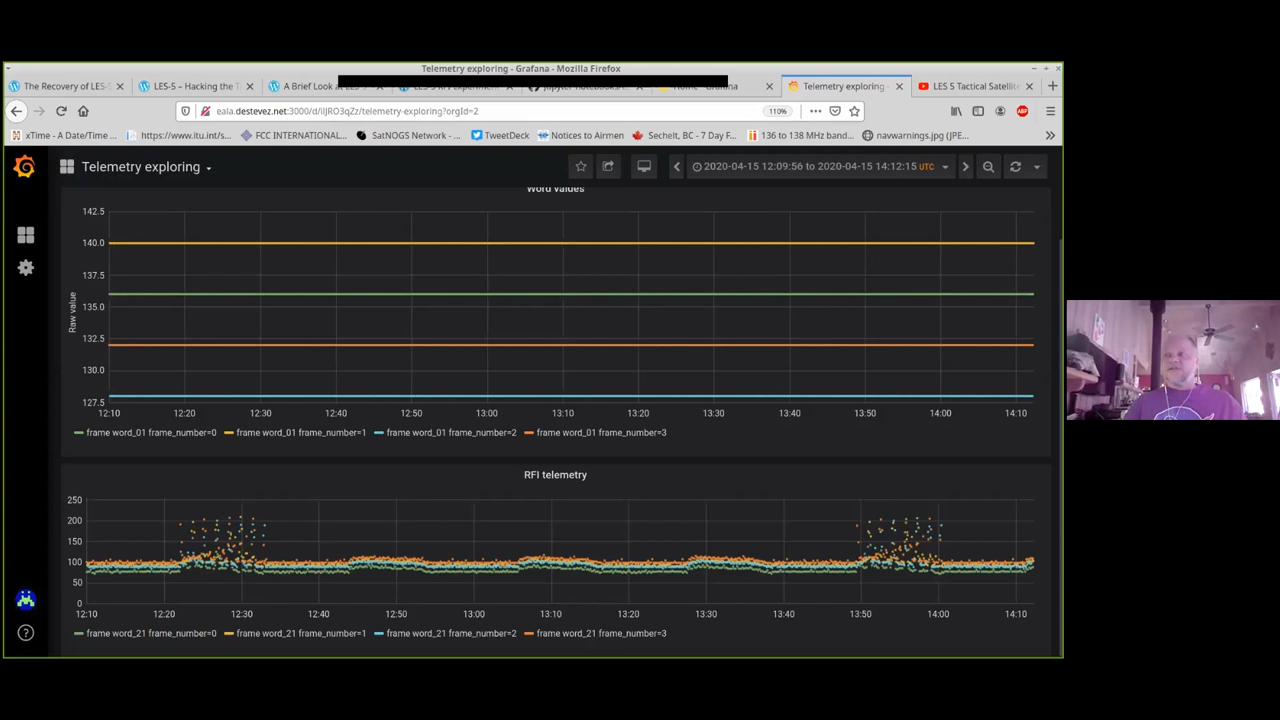 Telemetry exploring - Grafana - Mozilla Firefox
The Recovery of LES-
LES-5 – Hacking the T
A Brief Look at LES
Telemetry exploring -
LES 5 Tactical Satellite
eala.destevez.net:3000/d/iIJRO3qZz/telemetry-exploring?orgId=2
110%
ABP
xTime - A Date/Time ...
https://www.itu.int/st...
FCC INTERNATIONAL...
SatNOGS Network - ...
TweetDeck
Notices to Airmen
Sechelt, BC - 7 Day F...
136 to 138 MHz band...
navwarnings.jpg (JPE...
Telemetry exploring
2020-04-15 12:09:56 to 2020-04-15 14:12:15 UTC
Word values
142.5
140.0
137.5
135.0
132.5
130.0
127.5
Raw value
12:10 12:20 12:30 12:40 12:50 13:00 13:10 13:20 13:30 13:40 13:50 14:00 14:10
frame word_01 frame_number=0 frame word_01 frame_number=1 frame word_01 frame_number=2 frame word_01 frame_number=3
RFI telemetry
250
200
150
100
50
0
12:10 12:20 12:30 12:40 12:50 13:00 13:10 13:20 13:30 13:40 13:50 14:00 14:10
frame word_21 frame_number=0 frame word_21 frame_number=1 frame word_21 frame_number=2 frame word_21 frame_number=3